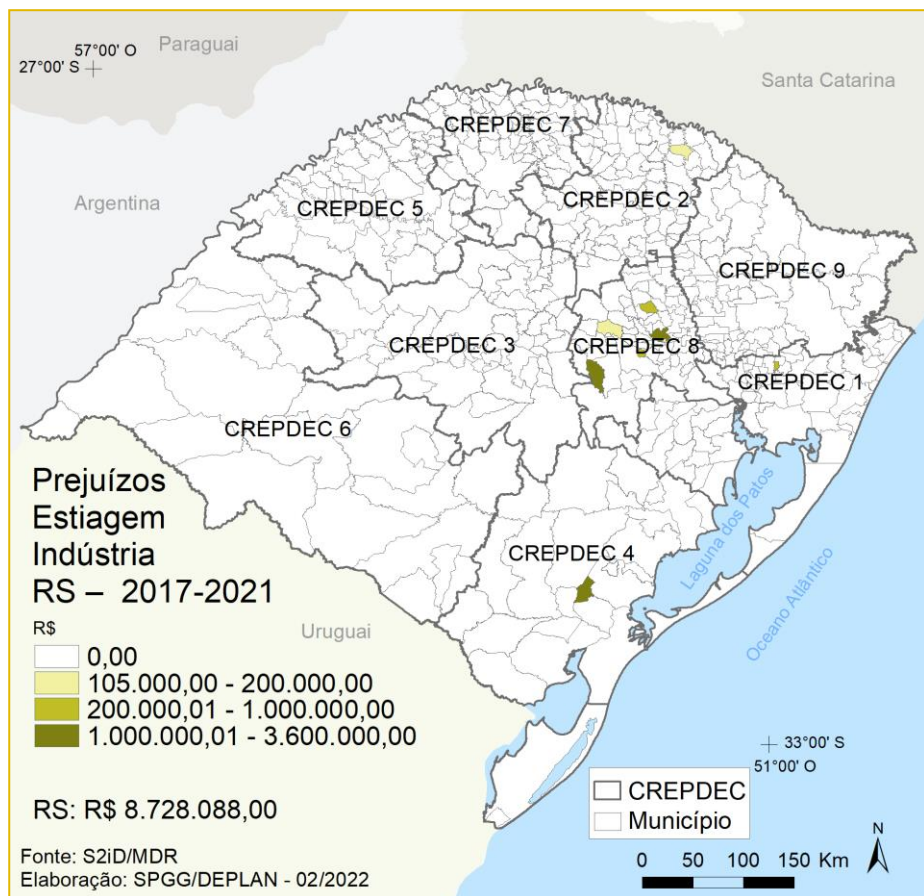 Paraguai
57°00' O
27°00' S
Santa Catarina
Argentina
CREPDEC 7
CREPDEC 5
CREPDEC 2
CREPDEC 9
CREPDEC 3
CREPDEC 8
CREPDEC 1
CREPDEC 6
CREPDEC 4
Laguna dos Patos
Oceano Atlântico
Uruguai
Prejuízos
Estiagem
Indústria
RS – 2017-2021
R$
0,00
105.000,00 - 200.000,00
200.000,01 - 1.000.000,00
1.000.000,01 - 3.600.000,00
RS: R$ 8.728.088,00
Fonte: S2iD/MDR
Elaboração: SPGG/DEPLAN - 02/2022
33°00' S
51°00' O
CREPDEC
Município
N
0 50 100 150 Km